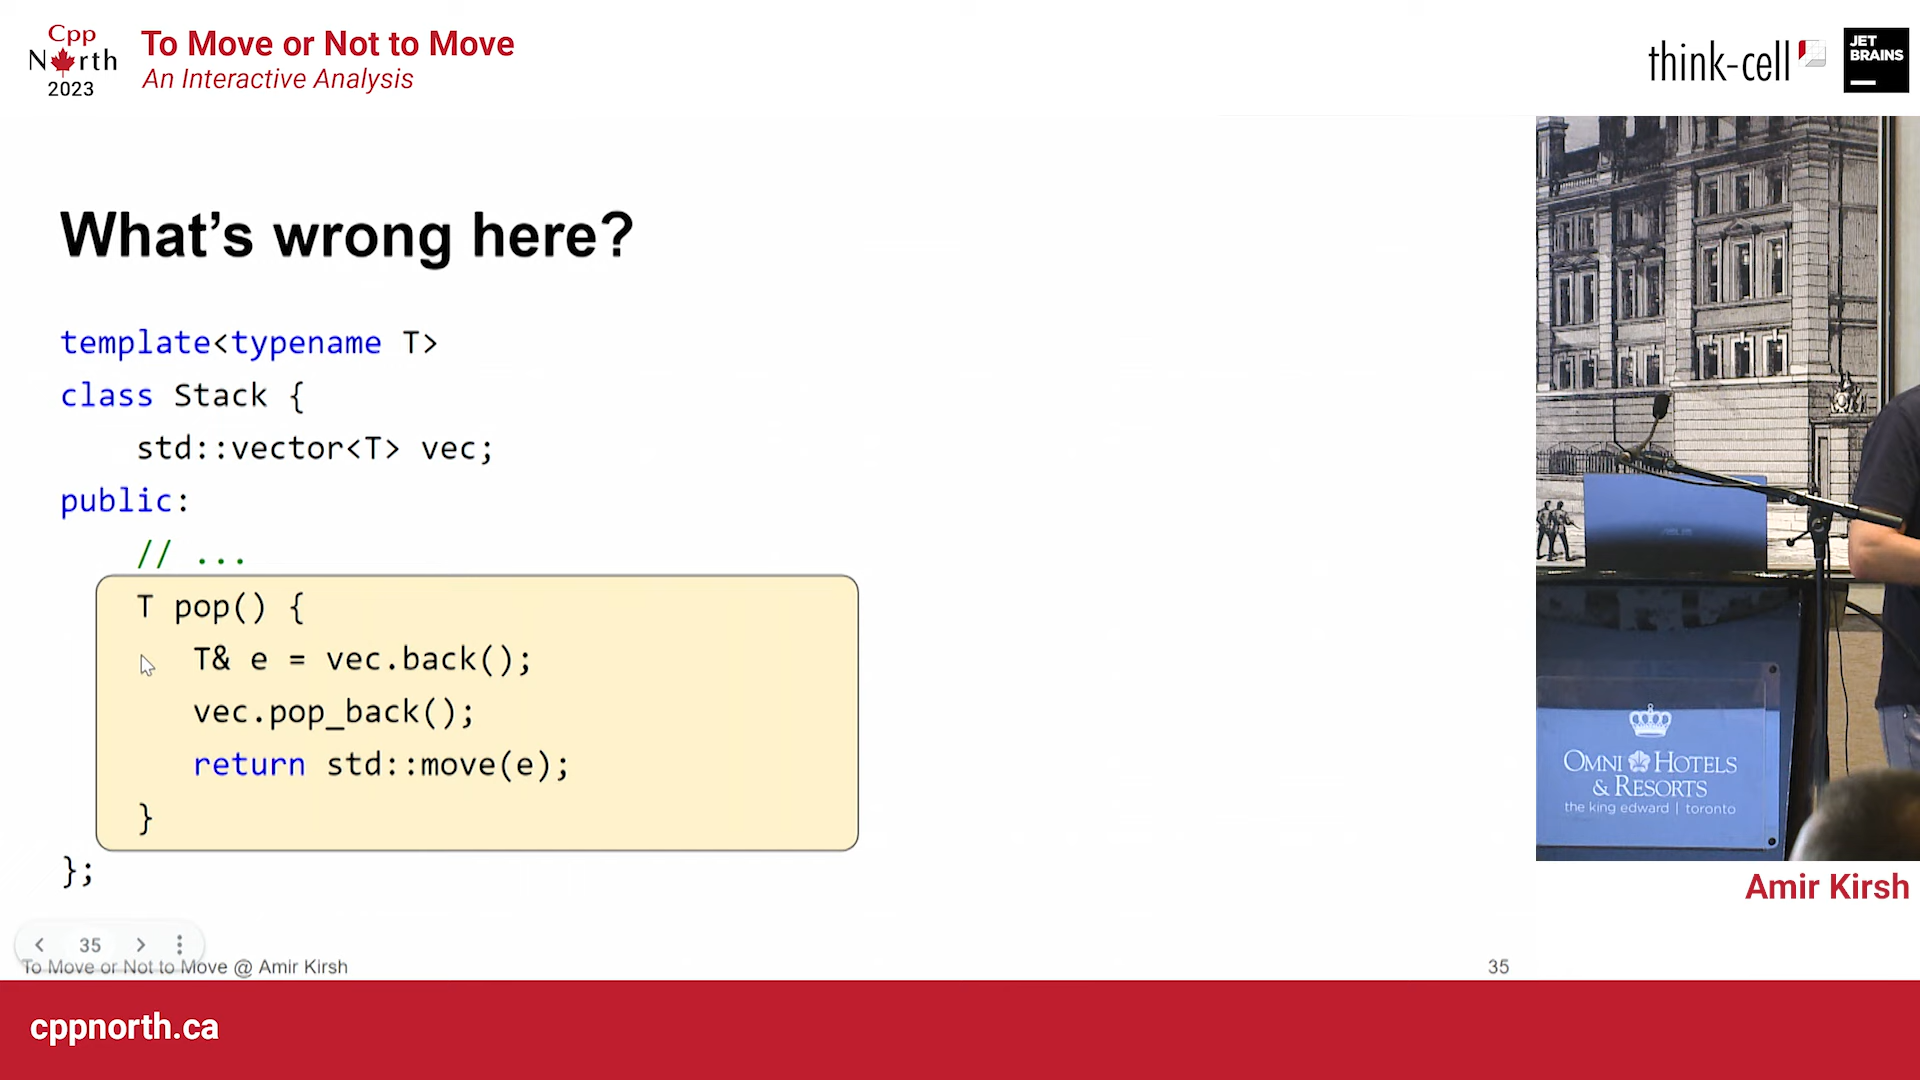 Cpp
North
2023
To Move or Not to Move
An Interactive Analysis
think-cell
JET
BRAINS
What's wrong here?
template<typename T>
class Stack {
std::vector<T> vec;
public:
// ...
T pop() {
T& e = vec.back();
vec.pop_back();
return std::move(e);
}
};
OMNI HOTELS
& RESORTS
the king edward | toronto
Amir Kirsh
35
To Move or Not to Move @ Amir Kirsh
35
cppnorth.ca